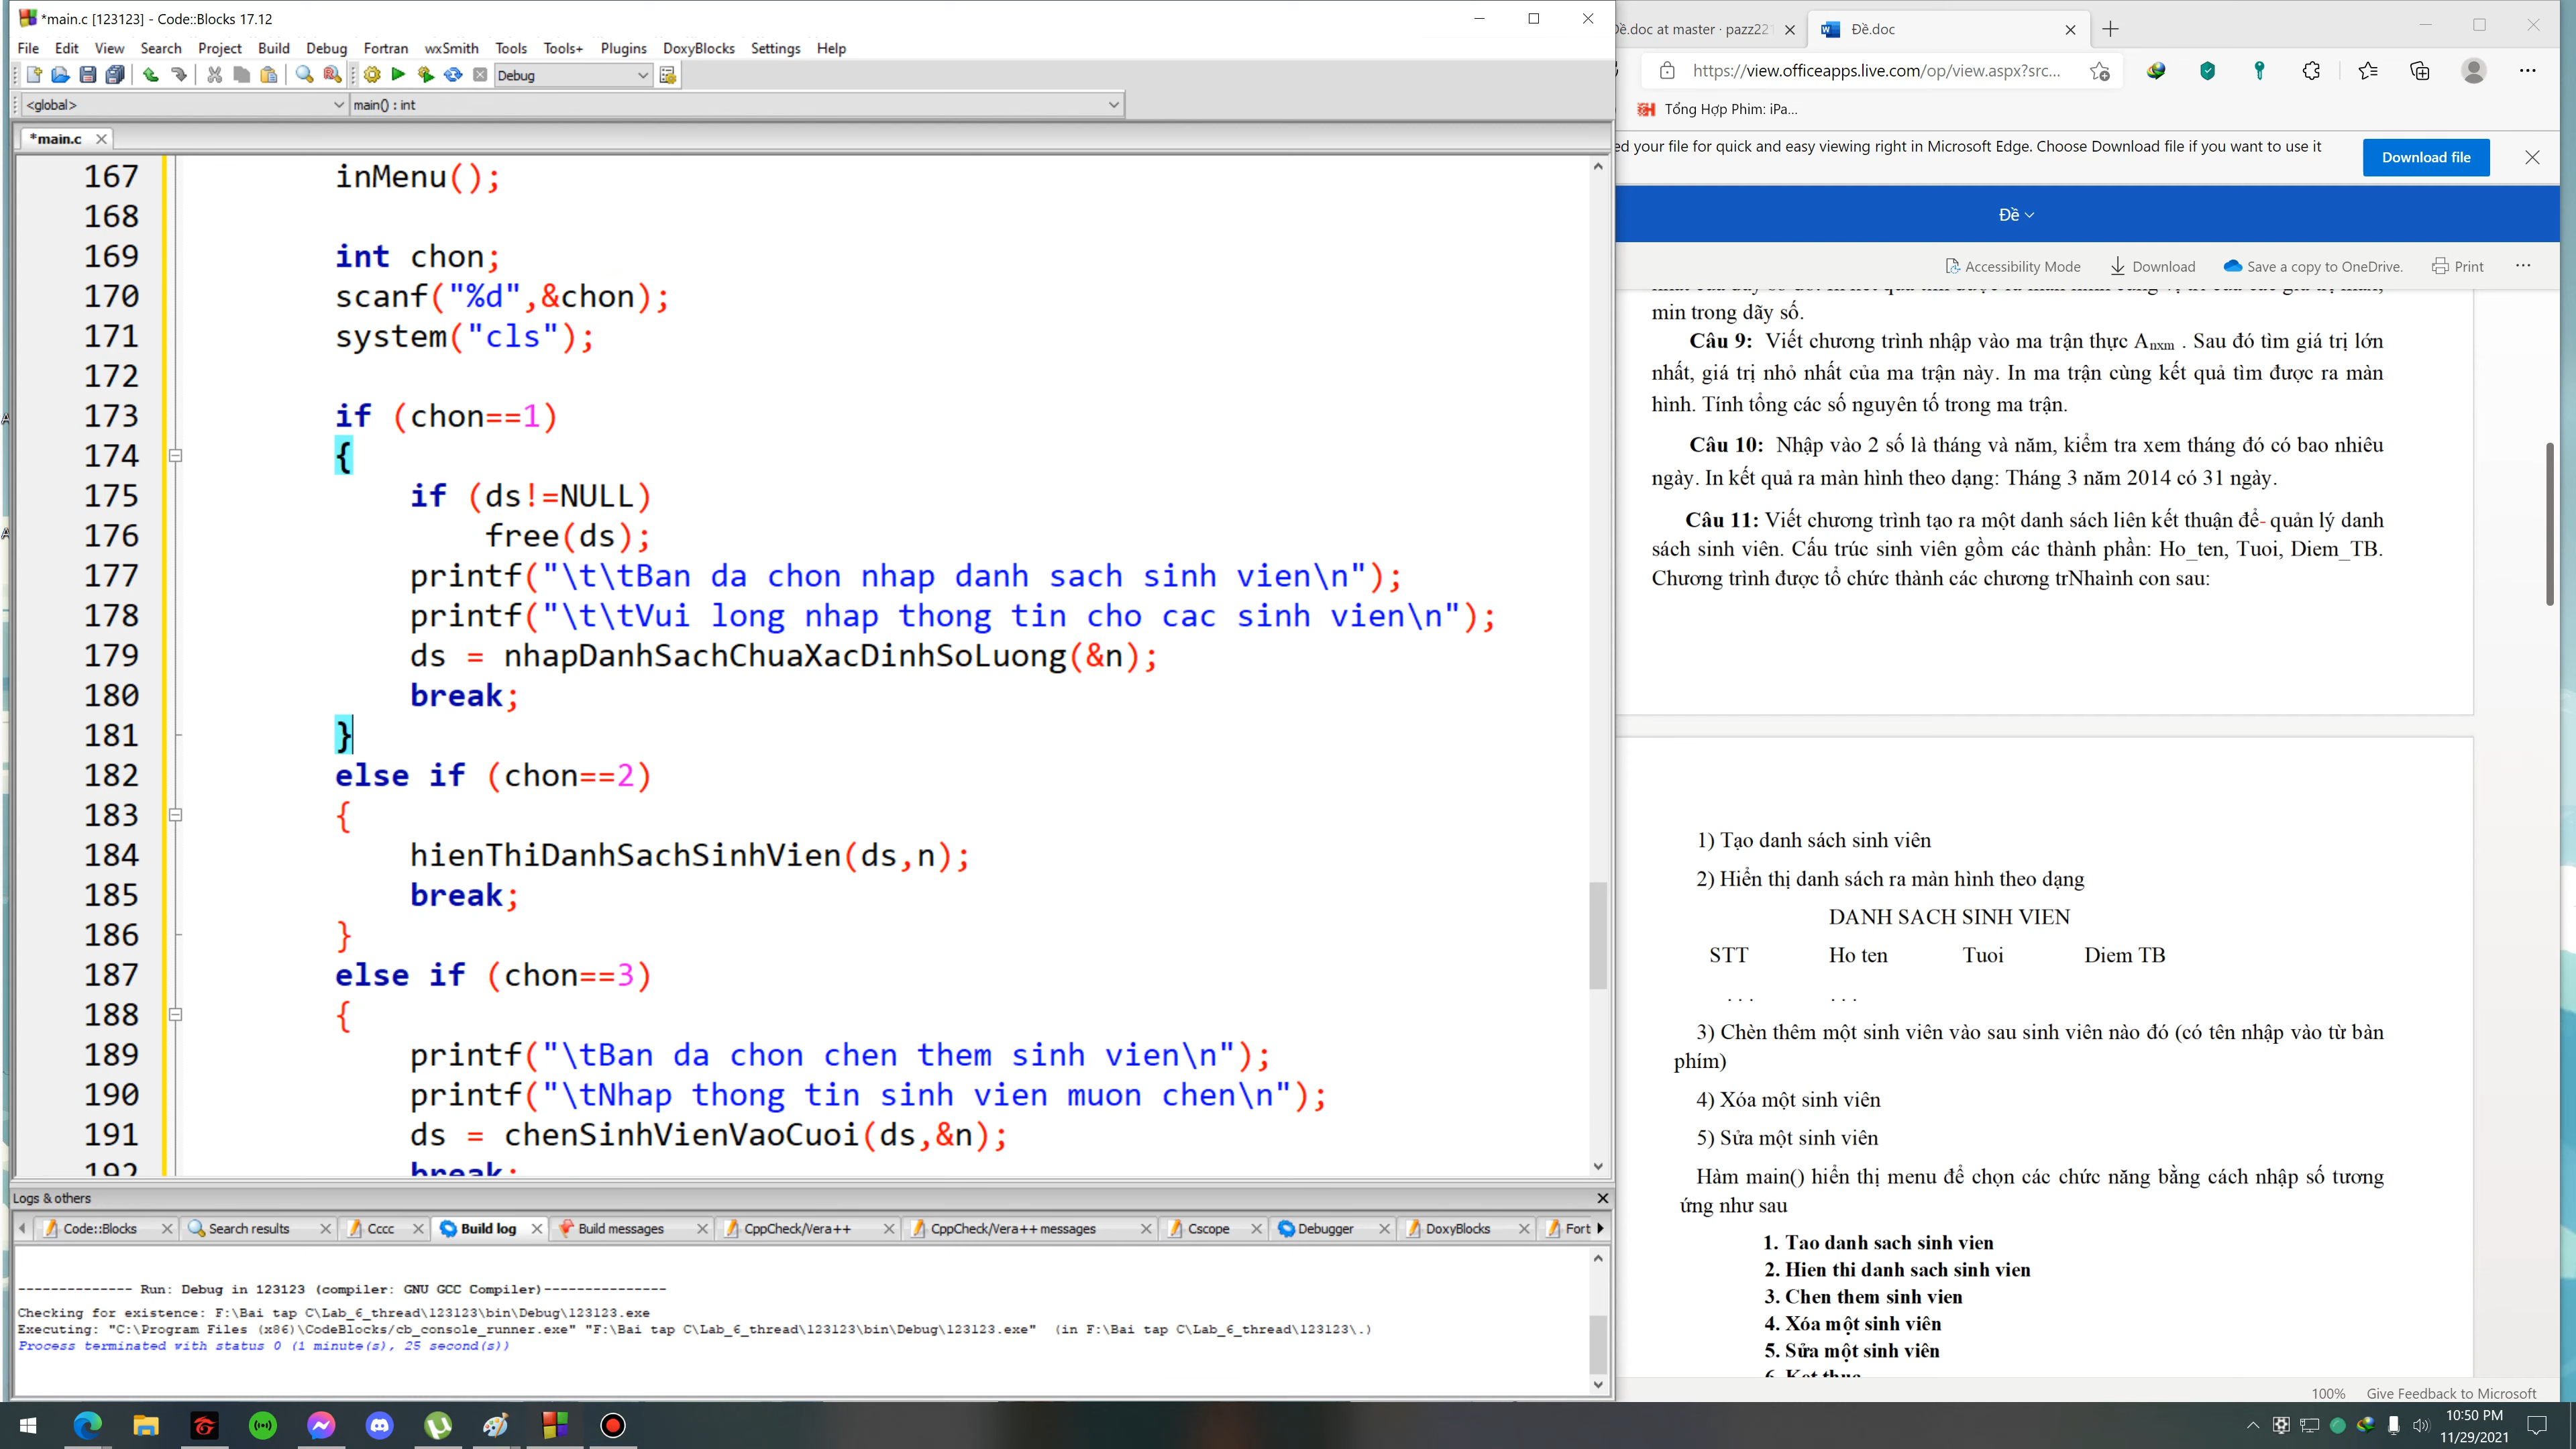 *main.c [123123] - Code::Blocks 17.12
File Edit View Search Project Build Debug Fortran wxSmith Tools Tools+ Plugins DoxyBlocks Settings Help
Debug
<global>
main() : int
*main.c
167 inMenu();
168
169 int chon;
170 scanf("%d",&chon);
171 system("cls");
172
173 if (chon==1)
174 {
175 if (ds!=NULL)
176 free(ds);
177 printf("\t\tBan da chon nhap danh sach sinh vien\n");
178 printf("\t\tVui long nhap thong tin cho cac sinh vien\n");
179 ds = nhapDanhSachChuaXacDinhSoLuong(&n);
180 break;
181 }
182 else if (chon==2)
183 {
184 hienThiDanhSachSinhVien(ds,n);
185 break;
186 }
187 else if (chon==3)
188 {
189 printf("\tBan da chon chen them sinh vien\n");
190 printf("\tNhap thong tin sinh vien muon chen\n");
191 ds = chenSinhVienVaoCuoi(ds,&n);
192 break;
Logs & others
Code::Blocks Search results Cccc Build log Build messages CppCheck/Vera++ CppCheck/Vera++ messages Cscope Debugger DoxyBlocks Fort
-------------- Run: Debug in 123123 (compiler: GNU GCC Compiler)---------------
Checking for existence: F:\Bai tap C\Lab_6_thread\123123\bin\Debug\123123.exe
Executing: "C:\Program Files (x86)\CodeBlocks/cb_console_runner.exe" "F:\Bai tap C\Lab_6_thread\123123\bin\Debug\123123.exe" (in F:\Bai tap C\Lab_6_thread\123123\.)
Process terminated with status 0 (1 minute(s), 25 second(s))
Đề.doc at master · pazz221
Đề.doc
https://view.officeapps.live.com/op/view.aspx?src...
Tổng Hợp Phim: iPa...
ed your file for quick and easy viewing right in Microsoft Edge. Choose Download file if you want to use it
Download file
Đề
Accessibility Mode Download Save a copy to OneDrive. Print ...
min trong dãy số.
Câu 9: Viết chương trình nhập vào ma trận thực Anxm . Sau đó tìm giá trị lớn
nhất, giá trị nhỏ nhất của ma trận này. In ma trận cùng kết quả tìm được ra màn
hình. Tính tổng các số nguyên tố trong ma trận.
Câu 10: Nhập vào 2 số là tháng và năm, kiểm tra xem tháng đó có bao nhiêu
ngày. In kết quả ra màn hình theo dạng: Tháng 3 năm 2014 có 31 ngày.
Câu 11: Viết chương trình tạo ra một danh sách liên kết thuận để- quản lý danh
sách sinh viên. Cấu trúc sinh viên gồm các thành phần: Ho_ten, Tuoi, Diem_TB.
Chương trình được tổ chức thành các chương trNhaình con sau:
1) Tạo danh sách sinh viên
2) Hiển thị danh sách ra màn hình theo dạng
DANH SACH SINH VIEN
STT Ho ten Tuoi Diem TB
. . . . . .
3) Chèn thêm một sinh viên vào sau sinh viên nào đó (có tên nhập vào từ bàn
phím)
4) Xóa một sinh viên
5) Sửa một sinh viên
Hàm main() hiển thị menu để chọn các chức năng bằng cách nhập số tương
ứng như sau
1. Tao danh sach sinh vien
2. Hien thi danh sach sinh vien
3. Chen them sinh vien
4. Xóa một sinh viên
5. Sửa một sinh viên
6. Ket thuc
100% Give Feedback to Microsoft
10:50 PM
11/29/2021